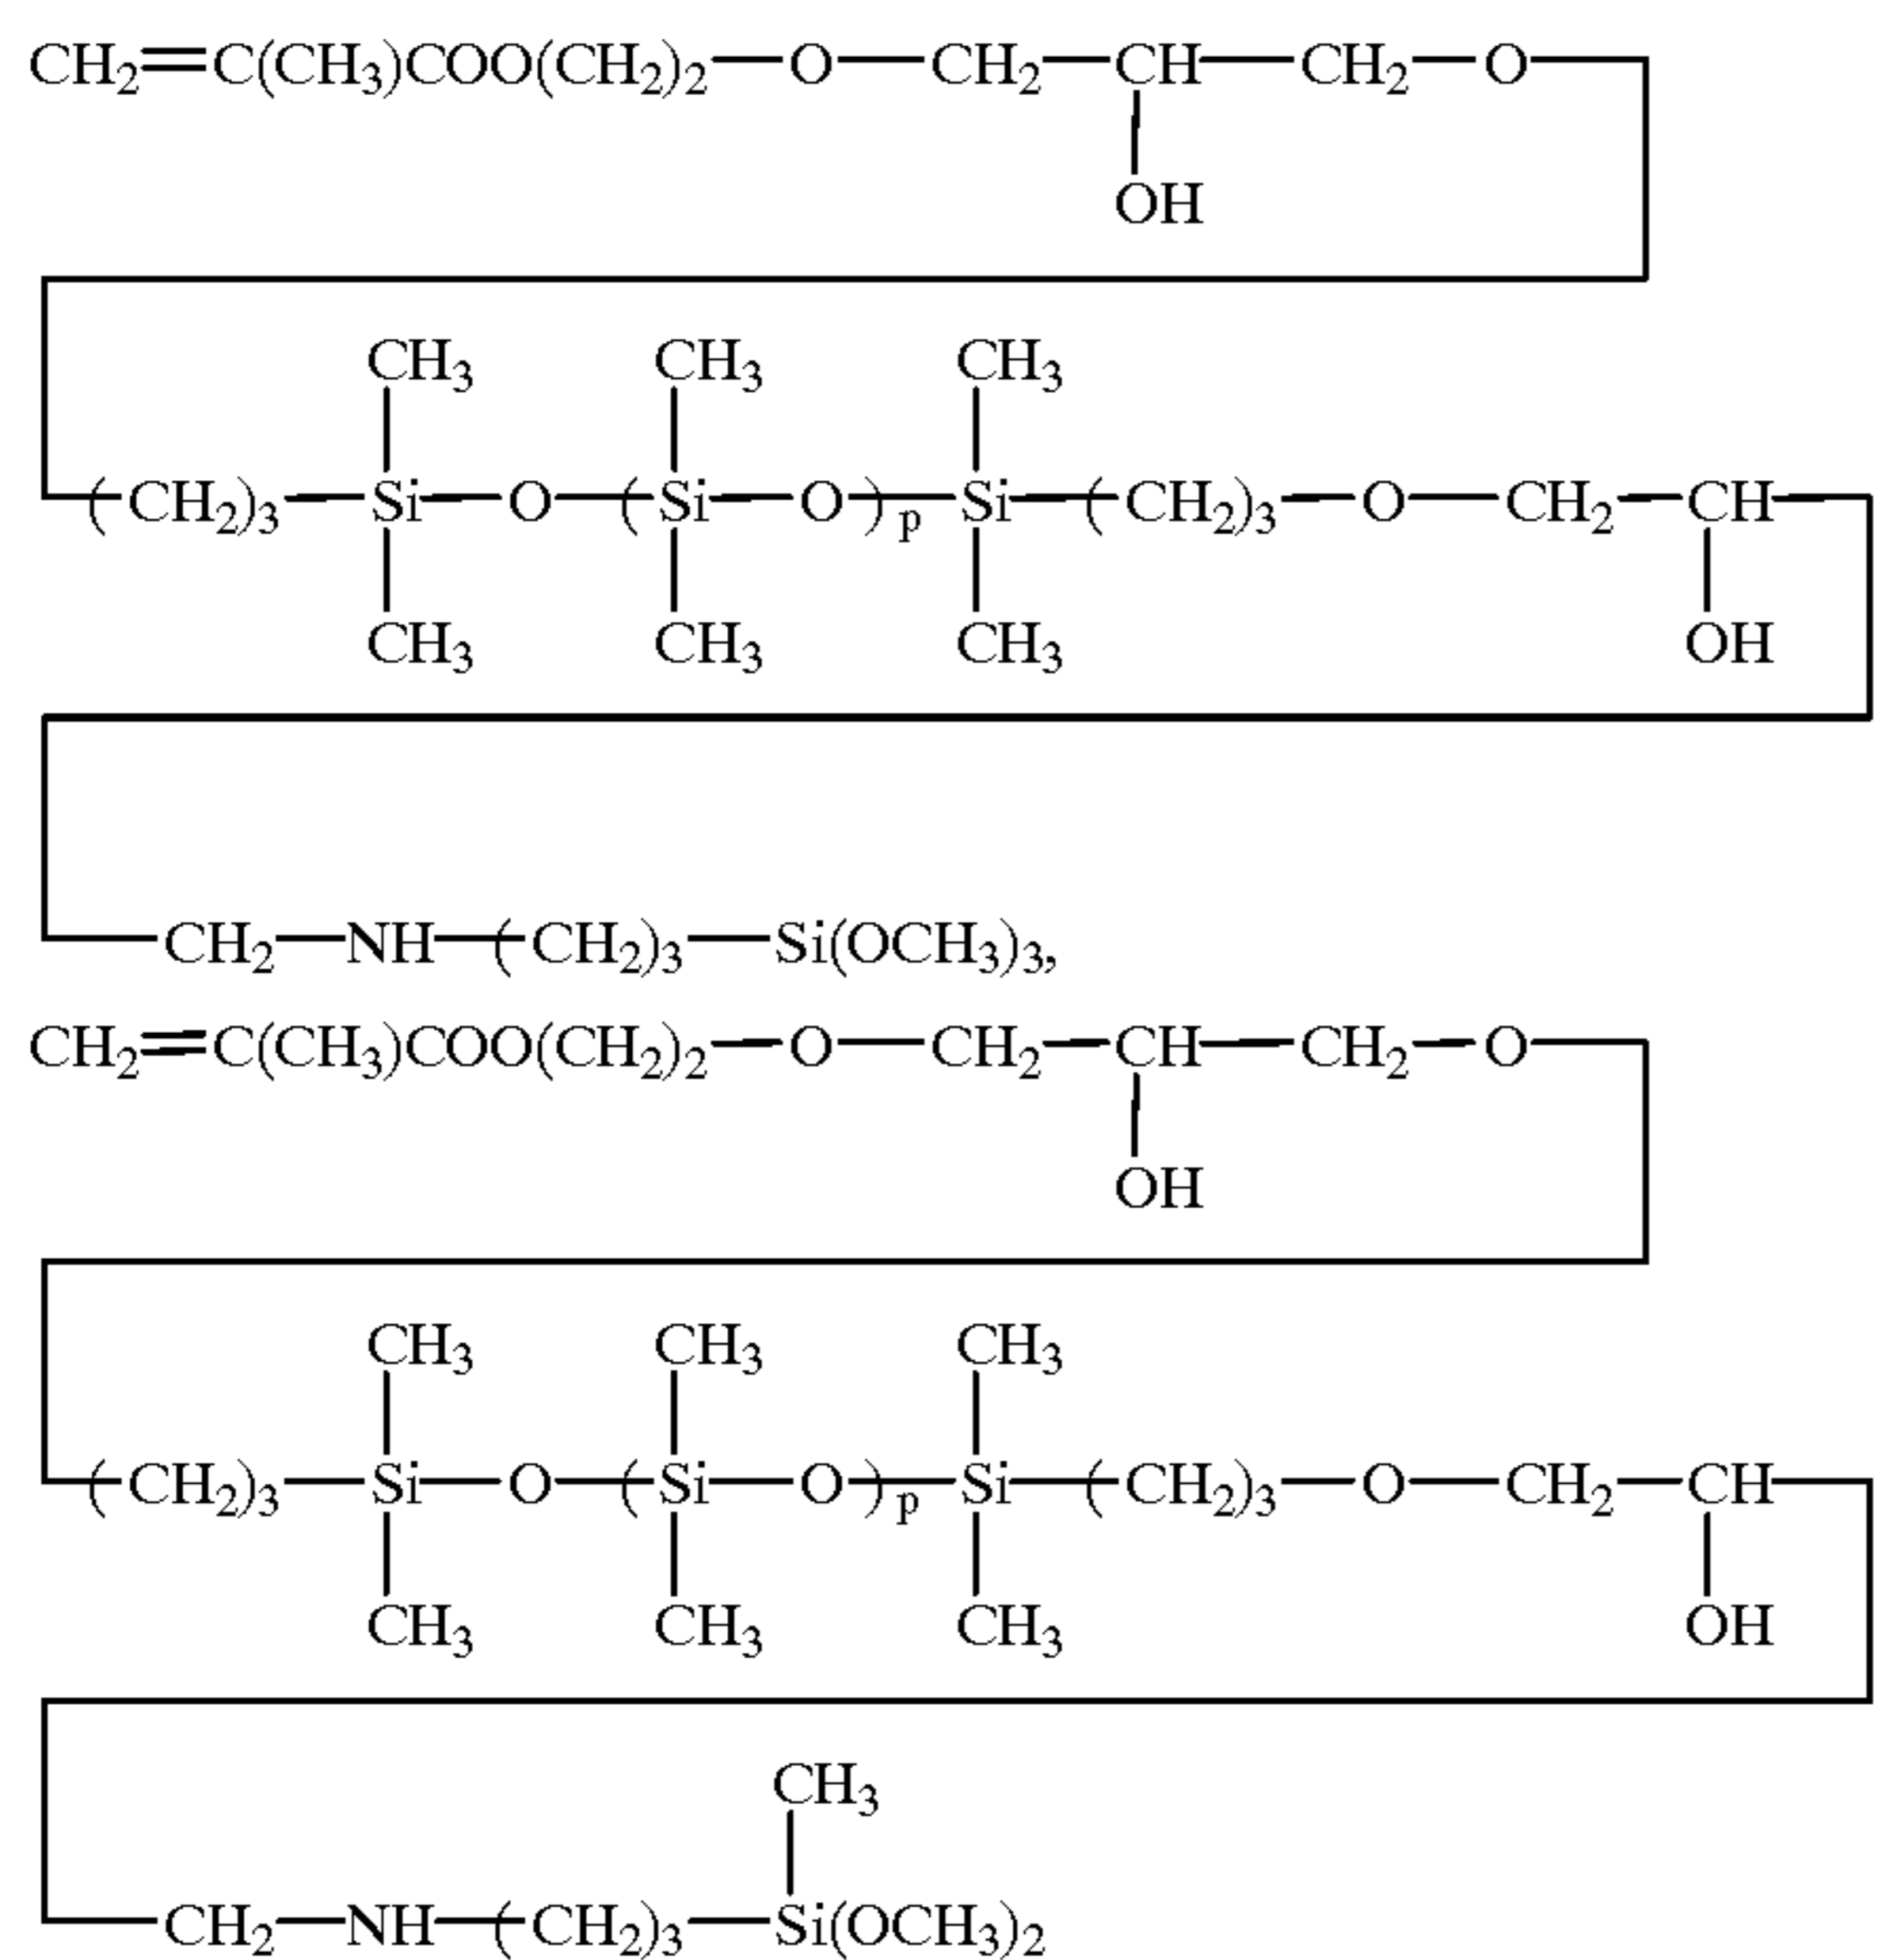 CH₂=C(CH₃)COO(CH₂)₂—O—CH₂—CH—CH₂—O
OH
CH₃ CH₃ CH₃
(CH₂)₃—Si—O—(Si—O)ₚ—Si—(CH₂)₃—O—CH₂—CH
CH₃ CH₃ CH₃ OH
CH₂—NH—(CH₂)₃—Si(OCH₃)₃,
CH₂=C(CH₃)COO(CH₂)₂—O—CH₂—CH—CH₂—O
OH
CH₃ CH₃ CH₃
(CH₂)₃—Si—O—(Si—O)ₚ—Si—(CH₂)₃—O—CH₂—CH
CH₃ CH₃ CH₃ OH
CH₃
CH₂—NH—(CH₂)₃—Si(OCH₃)₂